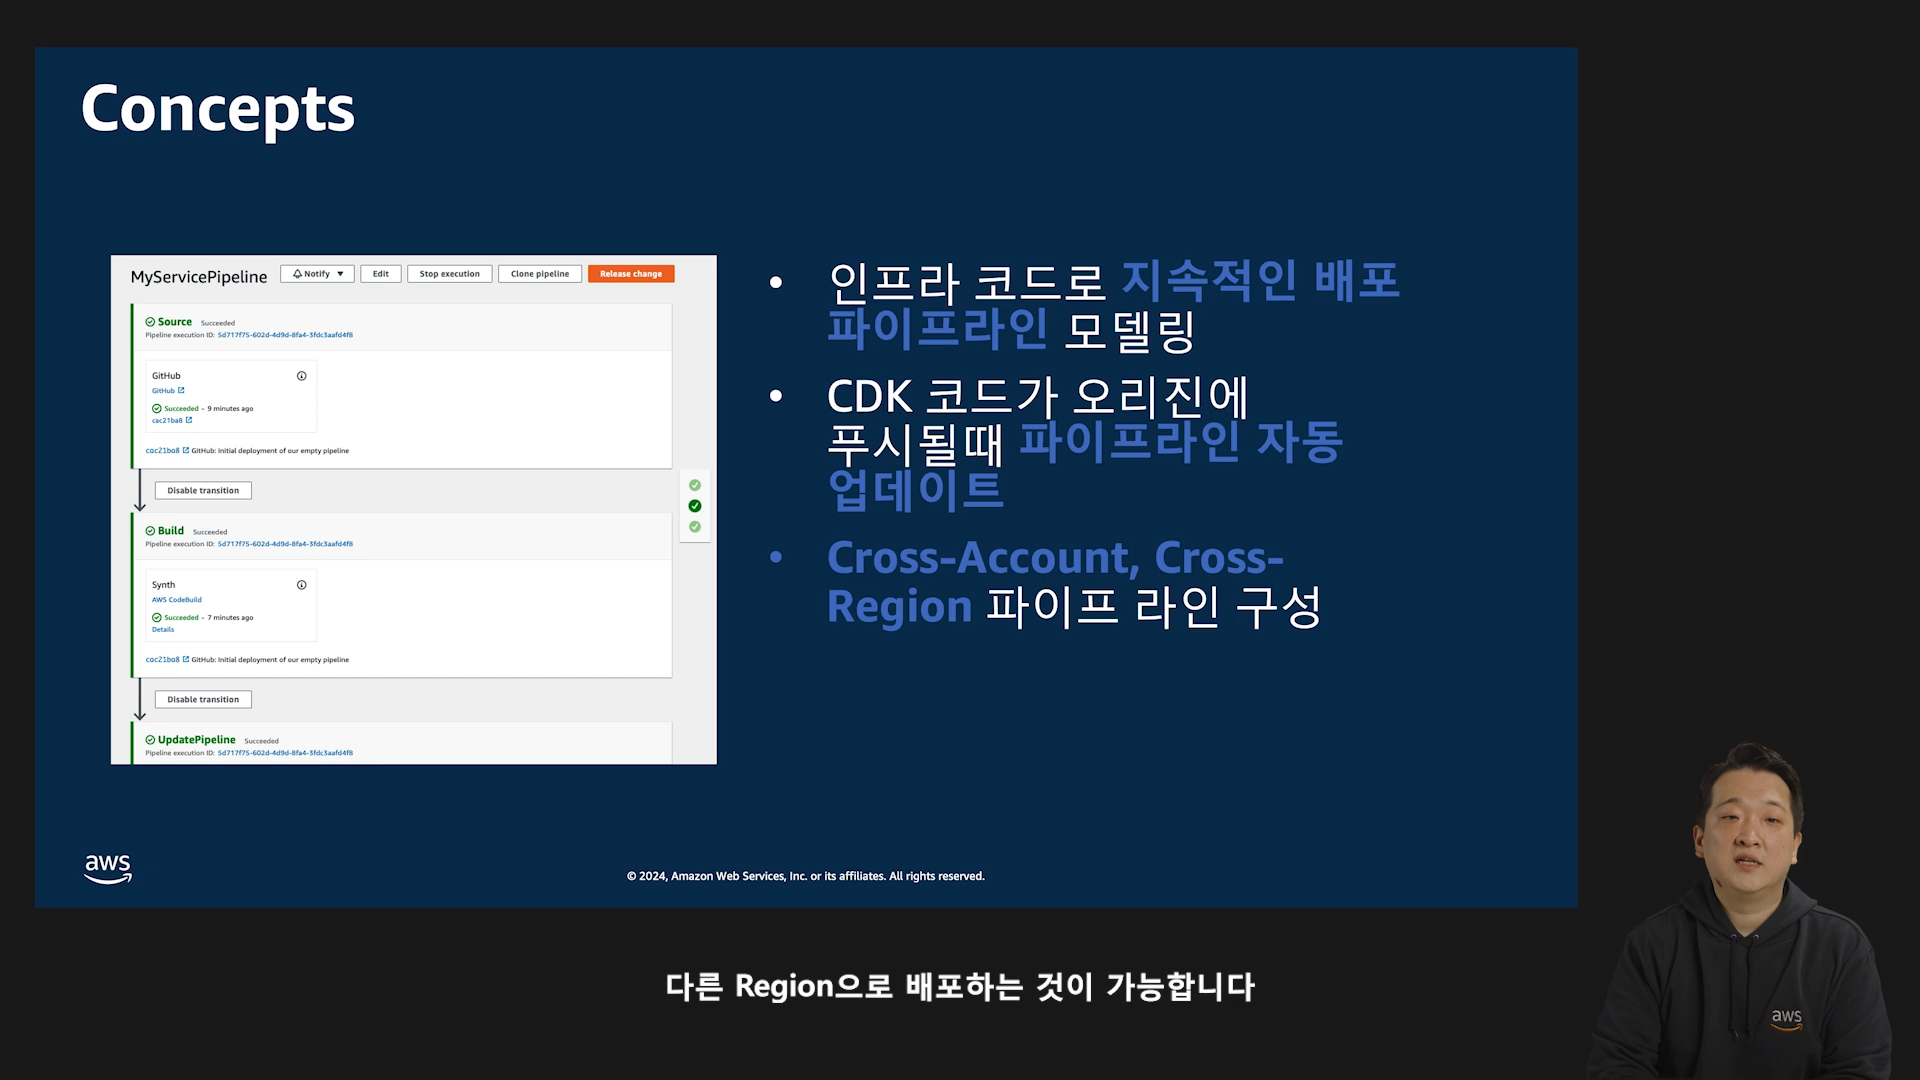 Concepts
MyServicePipeline
Notify
Edit
Stop execution
Clone pipeline
Release change
Source Succeeded
Pipeline execution ID: 5d717f75-602d-4d9d-8fa4-3fdc3aafd4f8
GitHub
GitHub
Succeeded - 9 minutes ago
cac21ba8
cac21ba8 GitHub: Initial deployment of our empty pipeline
Disable transition
Build Succeeded
Pipeline execution ID: 5d717f75-602d-4d9d-8fa4-3fdc3aafd4f8
Synth
AWS CodeBuild
Succeeded - 7 minutes ago
Details
cac21ba8 GitHub: Initial deployment of our empty pipeline
Disable transition
UpdatePipeline Succeeded
Pipeline execution ID: 5d717f75-602d-4d9d-8fa4-3fdc3aafd4f8
• 인프라 코드로 지속적인 배포
파이프라인 모델링
• CDK 코드가 오리진에
푸시될때 파이프라인 자동
업데이트
• Cross-Account, Cross-
Region 파이프 라인 구성
aws
© 2024, Amazon Web Services, Inc. or its affiliates. All rights reserved.
aws
다른 Region으로 배포하는 것이 가능합니다